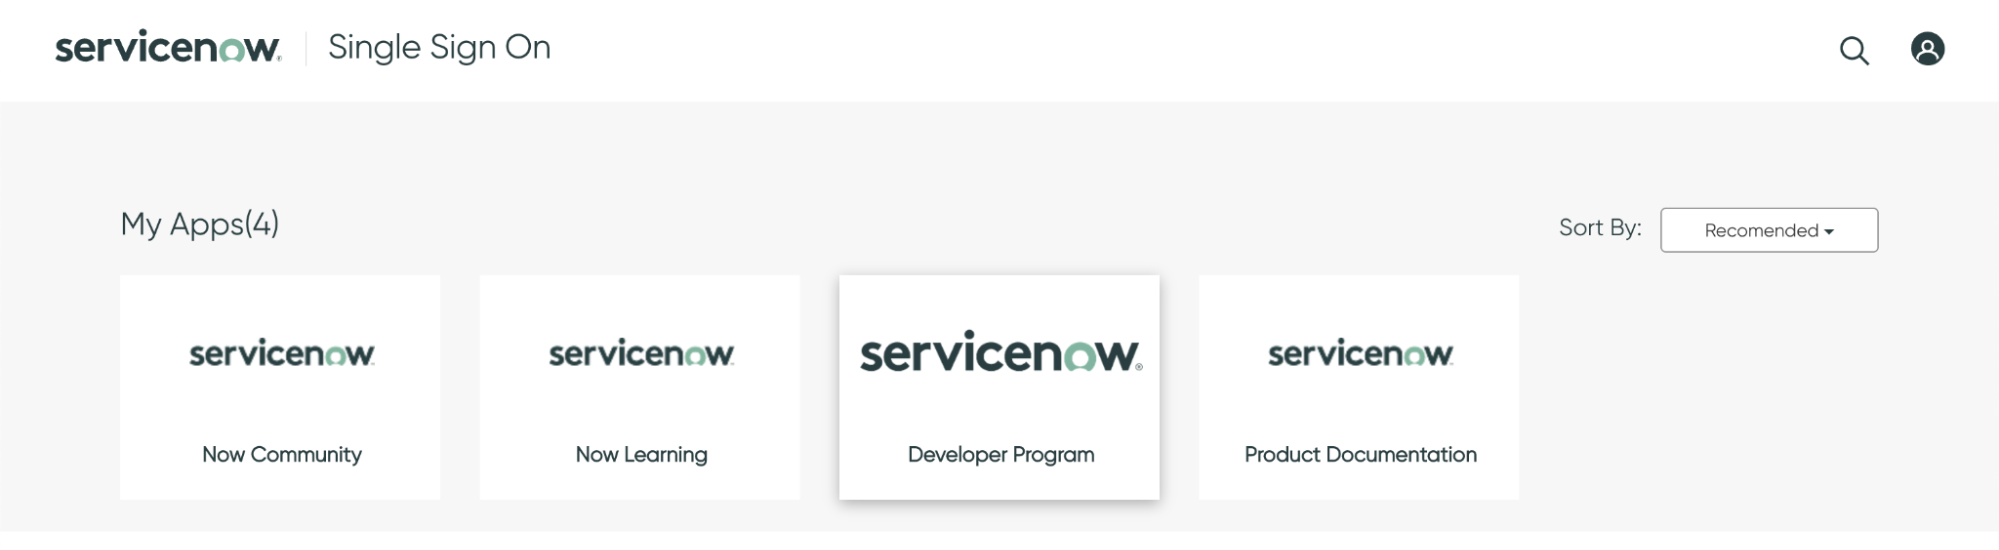 servicenow® Single Sign On
My Apps(4)
Sort By: Recomended
servicenow
servicenow
servicenow®
servicenow
Now Community
Now Learning
Developer Program
Product Documentation